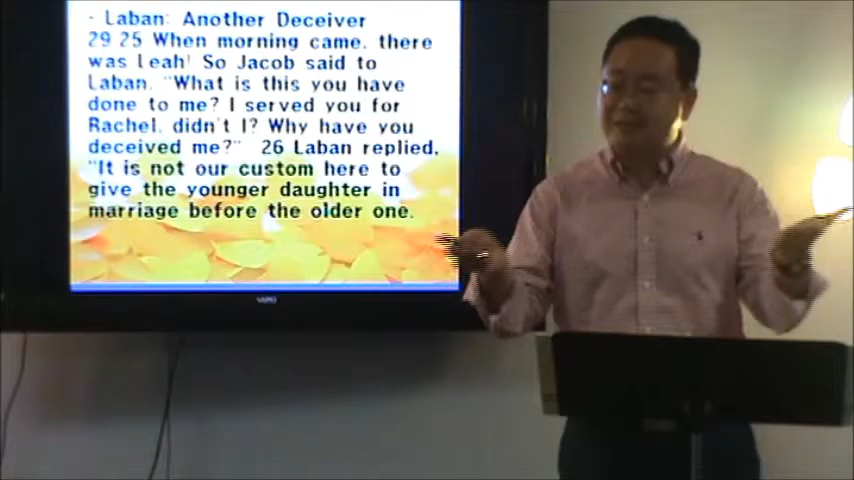 - Laban: Another Deceiver
29:25 When morning came, there
was Leah! So Jacob said to
Laban, "What is this you have
done to me? I served you for
Rachel, didn't I? Why have you
deceived me?" 26 Laban replied,
"It is not our custom here to
give the younger daughter in
marriage before the older one.
VIZIO